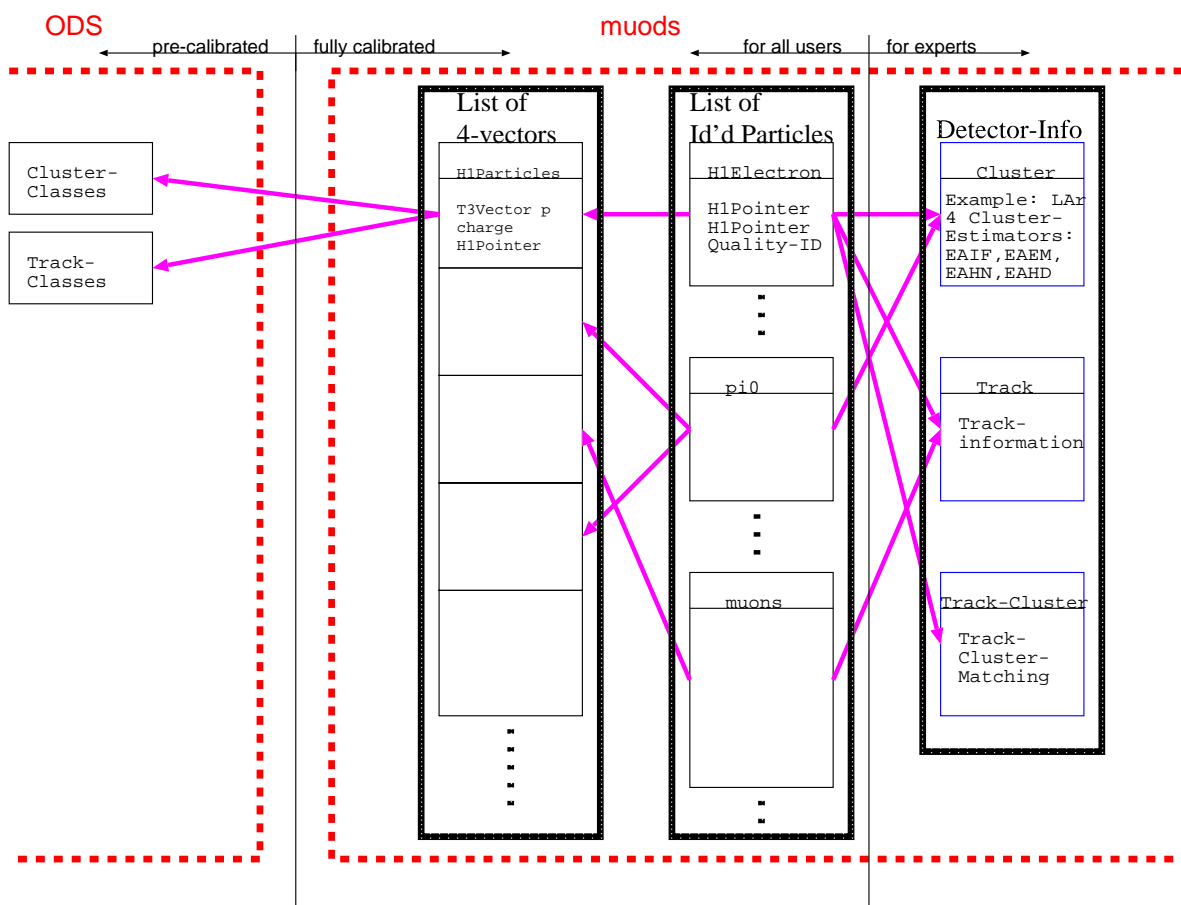 ODS
muods
pre-calibrated
fully calibrated
for all users
for experts
Cluster-
Classes
Track-
Classes
List of
4-vectors
H1Particles
T3Vector p
charge
H1Pointer
List of
Id'd Particles
H1Electron
H1Pointer
H1Pointer
Quality-ID
pi0
muons
Detector-Info
Cluster
Example: LAr
4 Cluster-
Estimators:
EAIF,EAEM,
EAHN,EAHD
Track
Track-
information
Track-Cluster
Track-
Cluster-
Matching